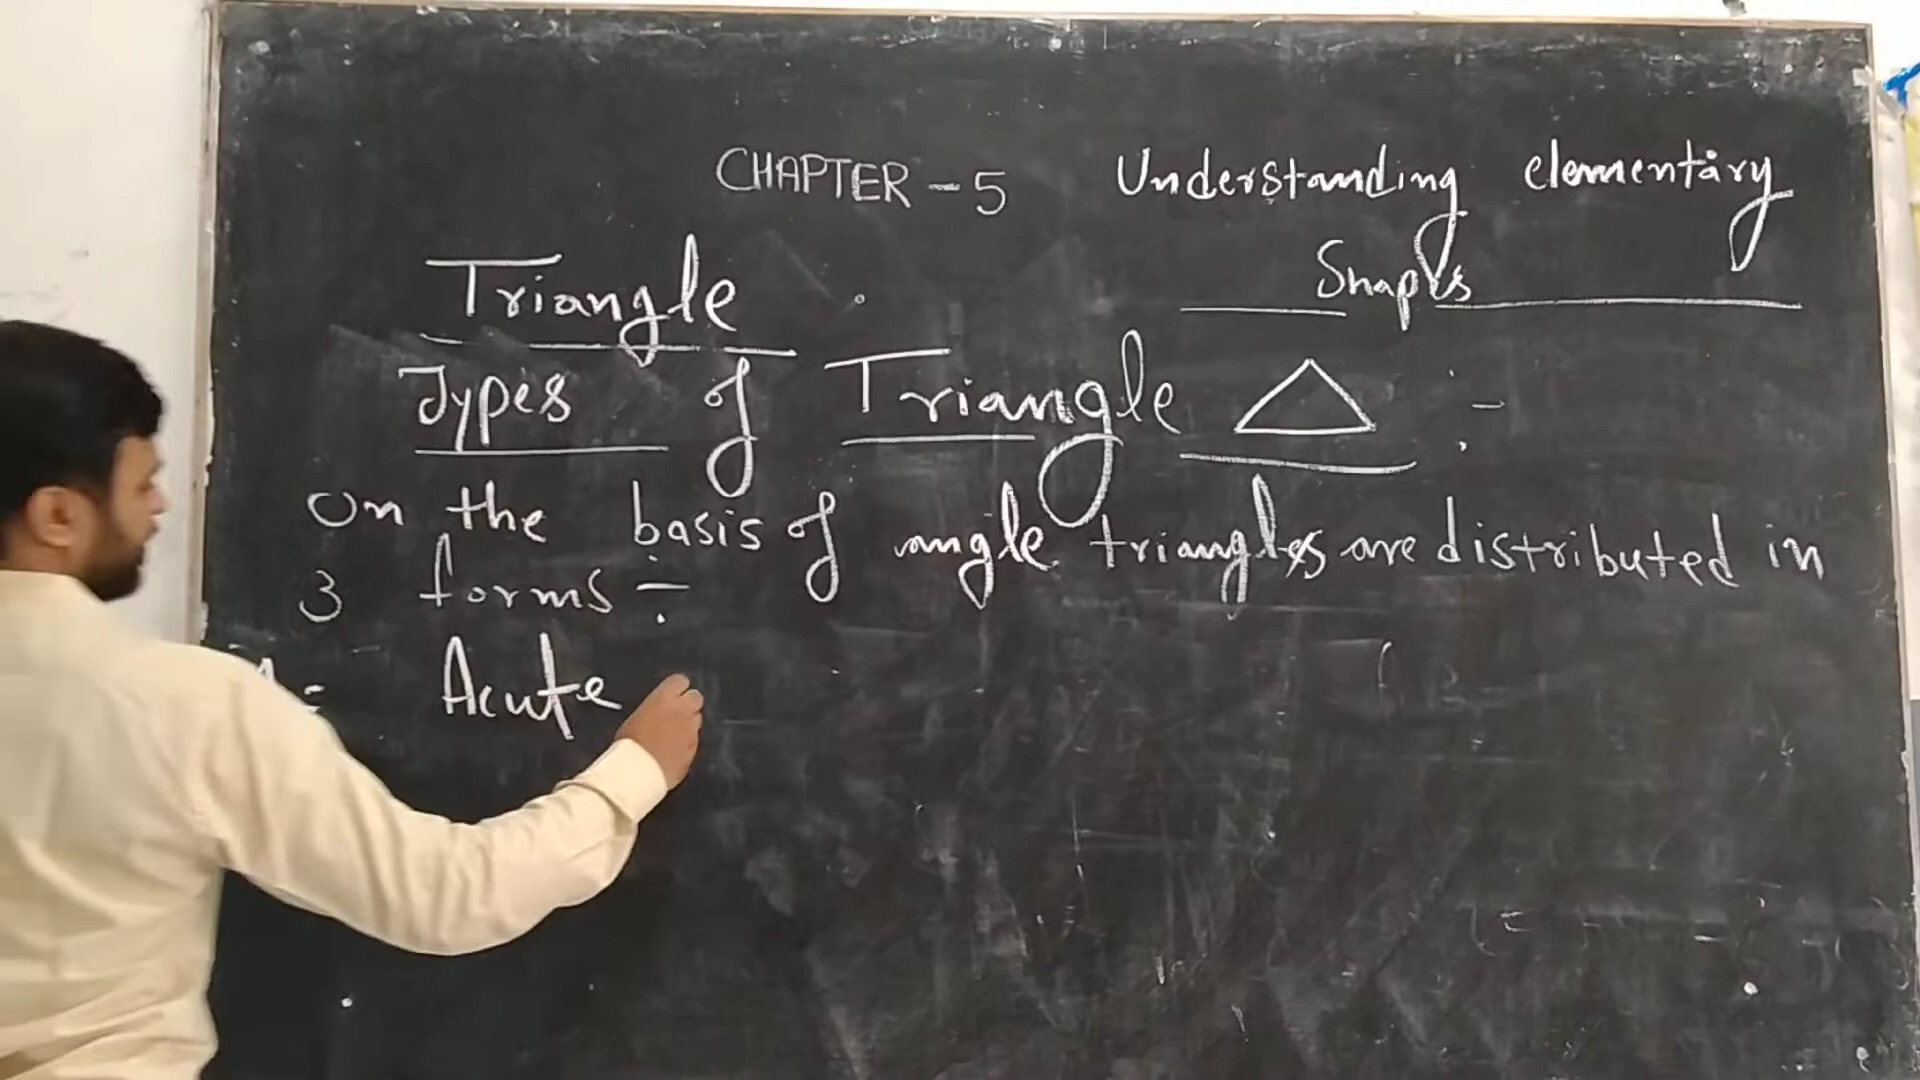 CHAPTER - 5 Understanding elementary
Shapes
Triangle
Types of Triangle △ :-
On the basis of angle triangles are distributed in
3 forms :-
Acute